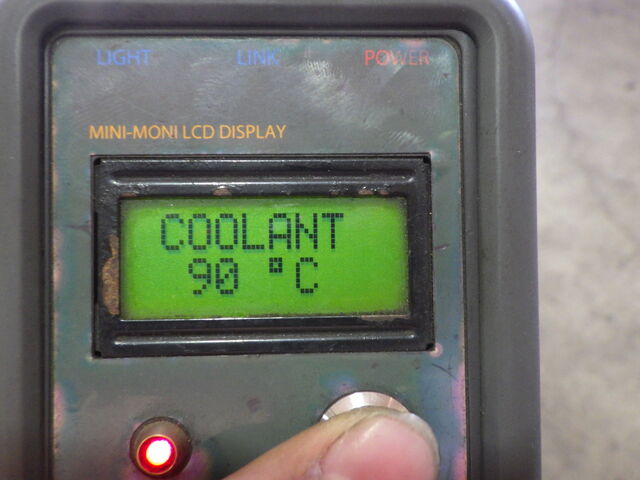 LIGHT LINK POWER
MINI-MONI LCD DISPLAY
COOLANT
90 °C